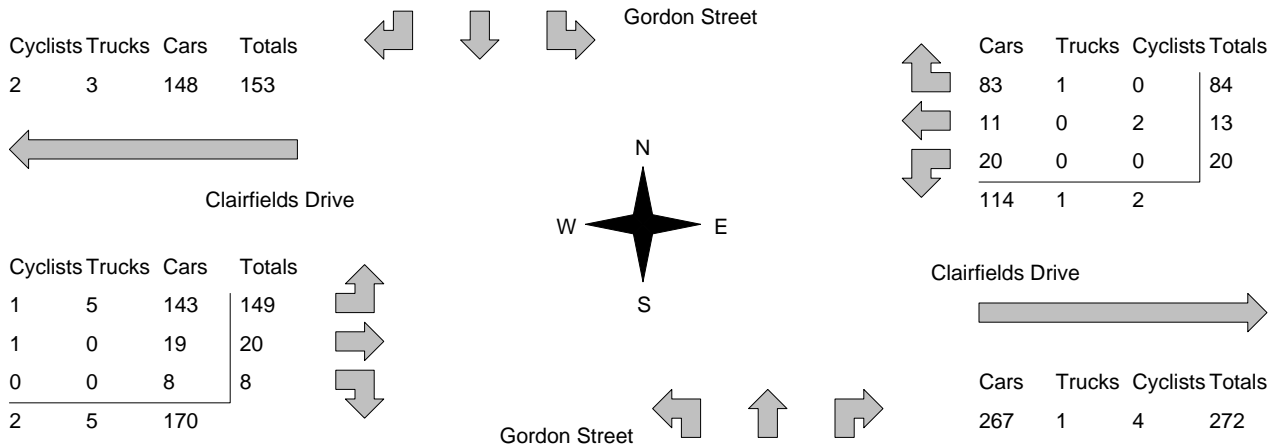 Gordon Street
Cyclists Trucks Cars Totals
2 3 148 153
Cars Trucks Cyclists Totals
83 1 0 84
11 0 2 13
20 0 0 20
114 1 2
Clairfields Drive
N
W E
S
Cyclists Trucks Cars Totals
1 5 143 149
1 0 19 20
0 0 8 8
2 5 170
Clairfields Drive
Cars Trucks Cyclists Totals
267 1 4 272
Gordon Street